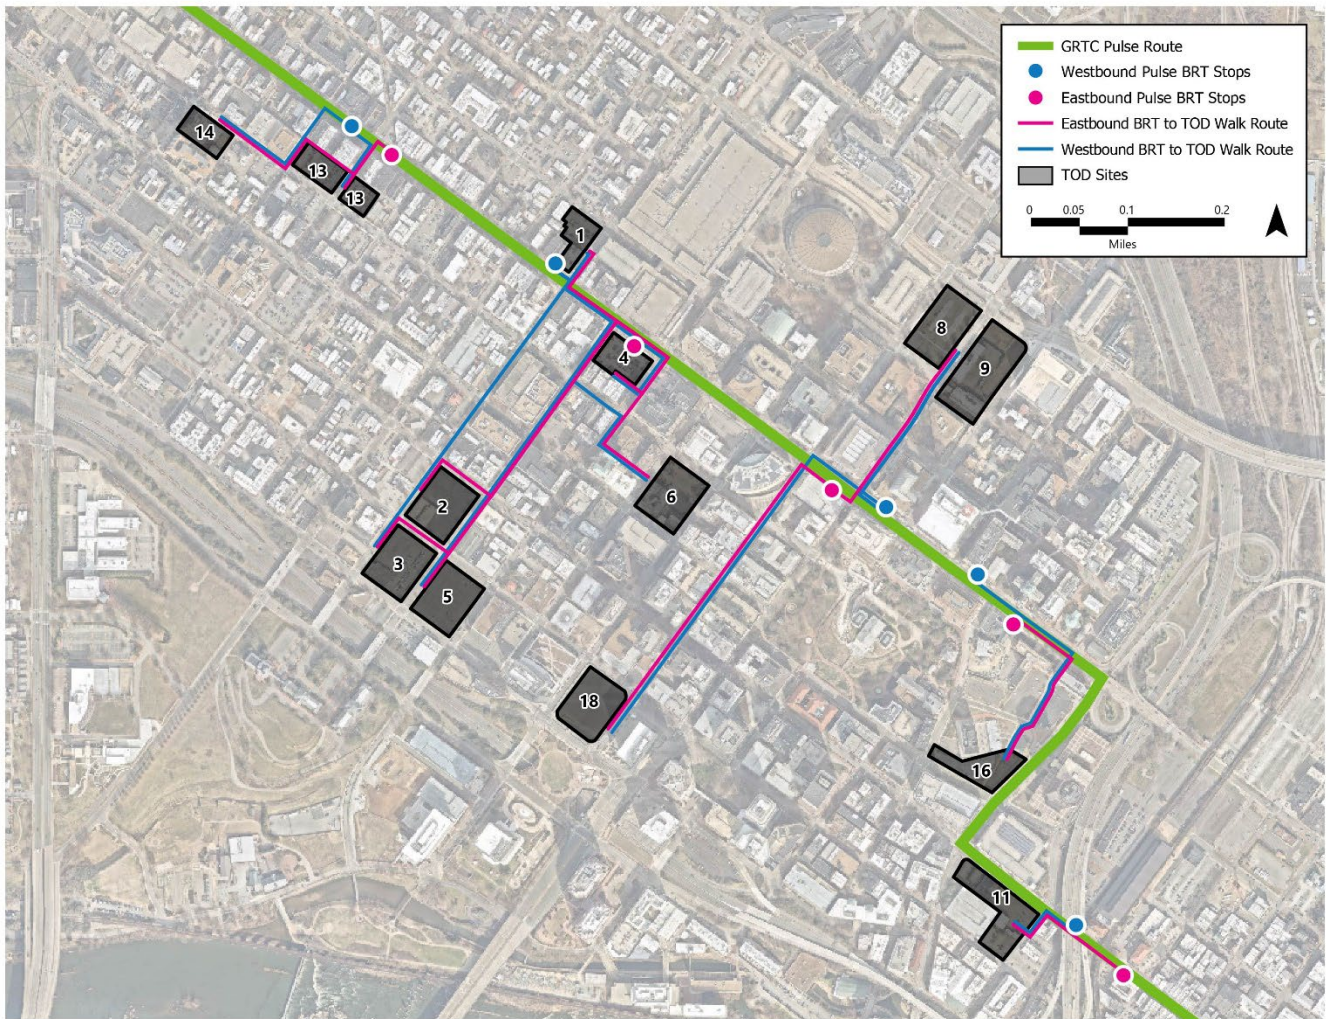 GRTC Pulse Route
Westbound Pulse BRT Stops
Eastbound Pulse BRT Stops
Eastbound BRT to TOD Walk Route
Westbound BRT to TOD Walk Route
TOD Sites
0 0.05 0.1 0.2
Miles
14
13
13
1
4
8
9
2
6
3
5
18
16
11